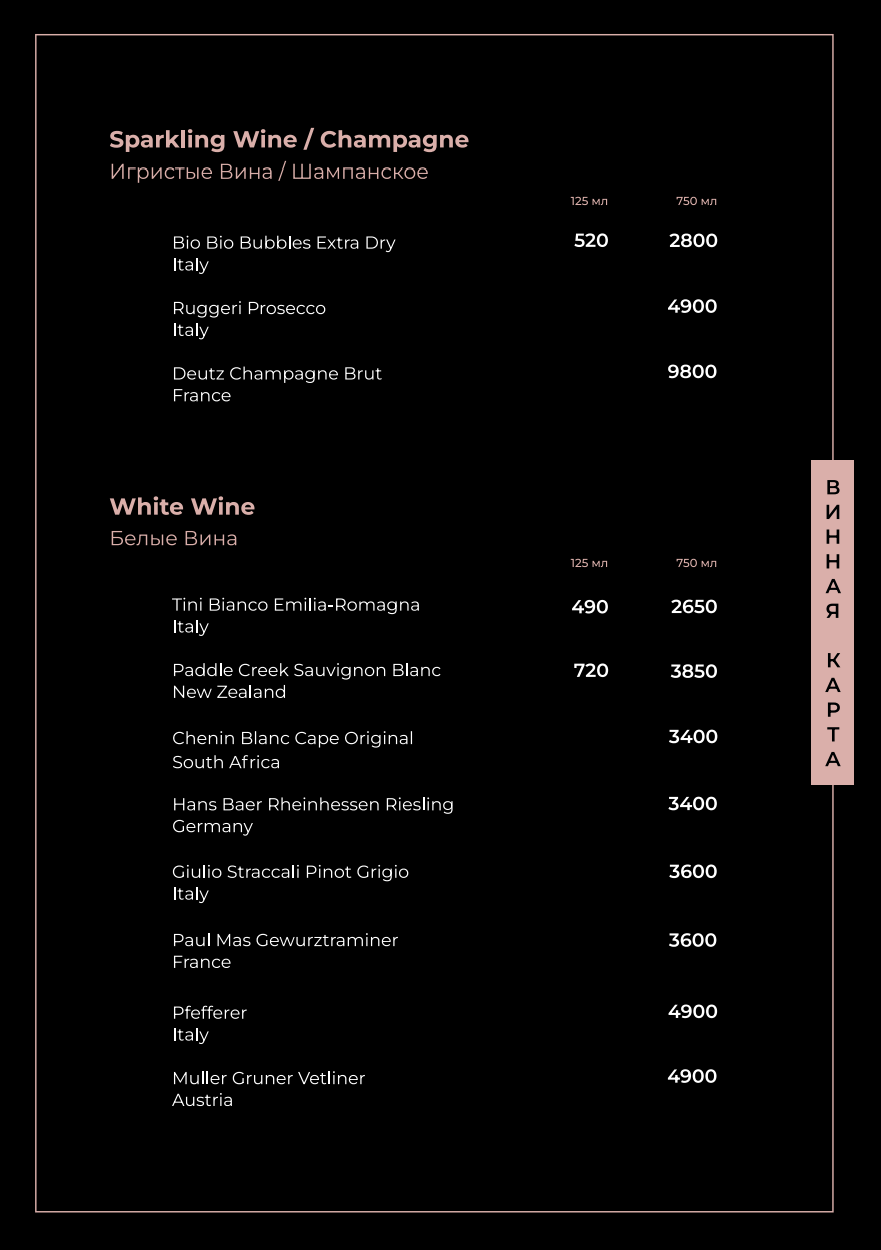 Sparkling Wine / Champagne
Игристые Вина / Шампанское
125 мл 750 мл
Bio Bio Bubbles Extra Dry 520 2800
Italy
Ruggeri Prosecco 4900
Italy
Deutz Champagne Brut 9800
France
White Wine
Белые Вина
125 мл 750 мл
Tini Bianco Emilia-Romagna 490 2650
Italy
Paddle Creek Sauvignon Blanc 720 3850
New Zealand
Chenin Blanc Cape Original 3400
South Africa
Hans Baer Rheinhessen Riesling 3400
Germany
Giulio Straccali Pinot Grigio 3600
Italy
Paul Mas Gewurztraminer 3600
France
Pfefferer 4900
Italy
Muller Gruner Vetliner 4900
Austria
ВИННАЯ КАРТА